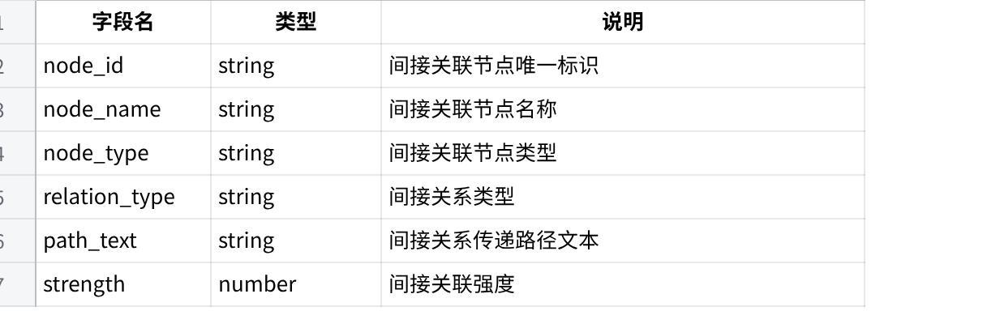 字段名 类型 说明
2 node_id string 间接关联节点唯一标识
node_name string 间接关联节点名称
node_type string 间接关联节点类型
relation_type string 间接关系类型
path_text string 间接关系传递路径文本
strength number 间接关联强度